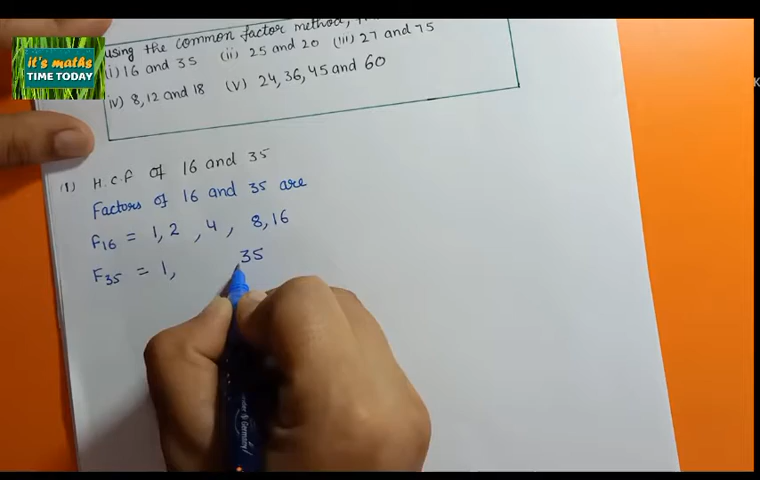 using the common factor method,
(i) 16 and 35 (ii) 25 and 20 (iii) 27 and 75
iv) 8, 12 and 18 (v) 24, 36, 45 and 60
it's maths
TIME TODAY
(1) H.C.F of 16 and 35
Factors of 16 and 35 are
F16 = 1, 2 , 4 , 8, 16
F35 = 1, 35